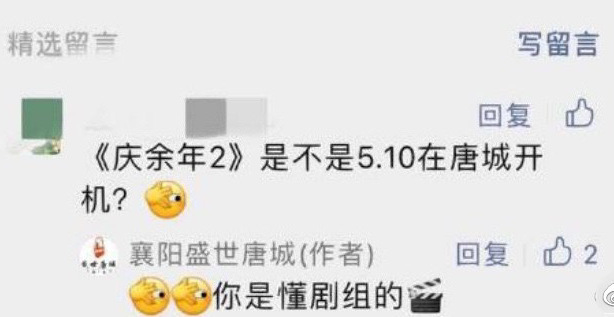 精选留言
写留言
回复
《庆余年2》是不是5.10在唐城开
机?
襄阳盛世唐城(作者)
回复
2
你是懂剧组的